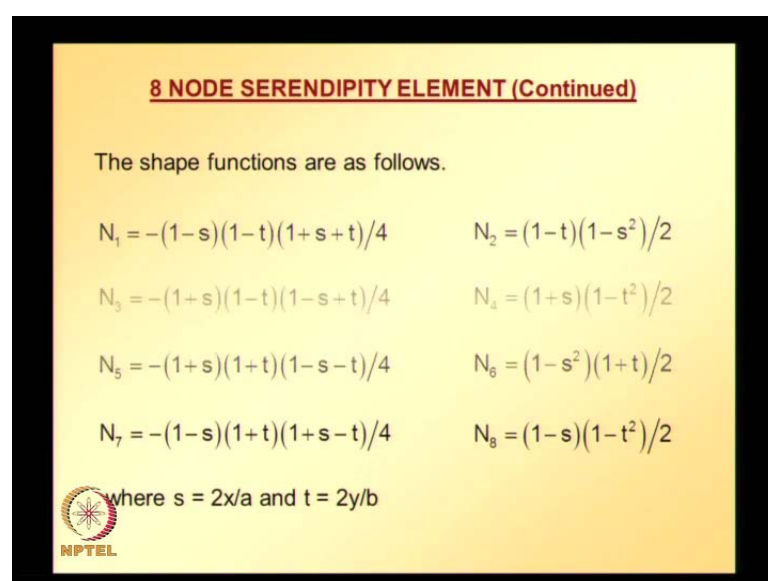 8 NODE SERENDIPITY ELEMENT (Continued)
The shape functions are as follows.
N₁ = −(1−s)(1−t)(1+s+t)/4 N₂ = (1−t)(1−s²)/2
N₃ = −(1+s)(1−t)(1−s+t)/4 N₄ = (1+s)(1−t²)/2
N₅ = −(1+s)(1+t)(1−s−t)/4 N₆ = (1−s²)(1+t)/2
N₇ = −(1−s)(1+t)(1+s−t)/4 N₈ = (1−s)(1−t²)/2
where s = 2x/a and t = 2y/b
NPTEL